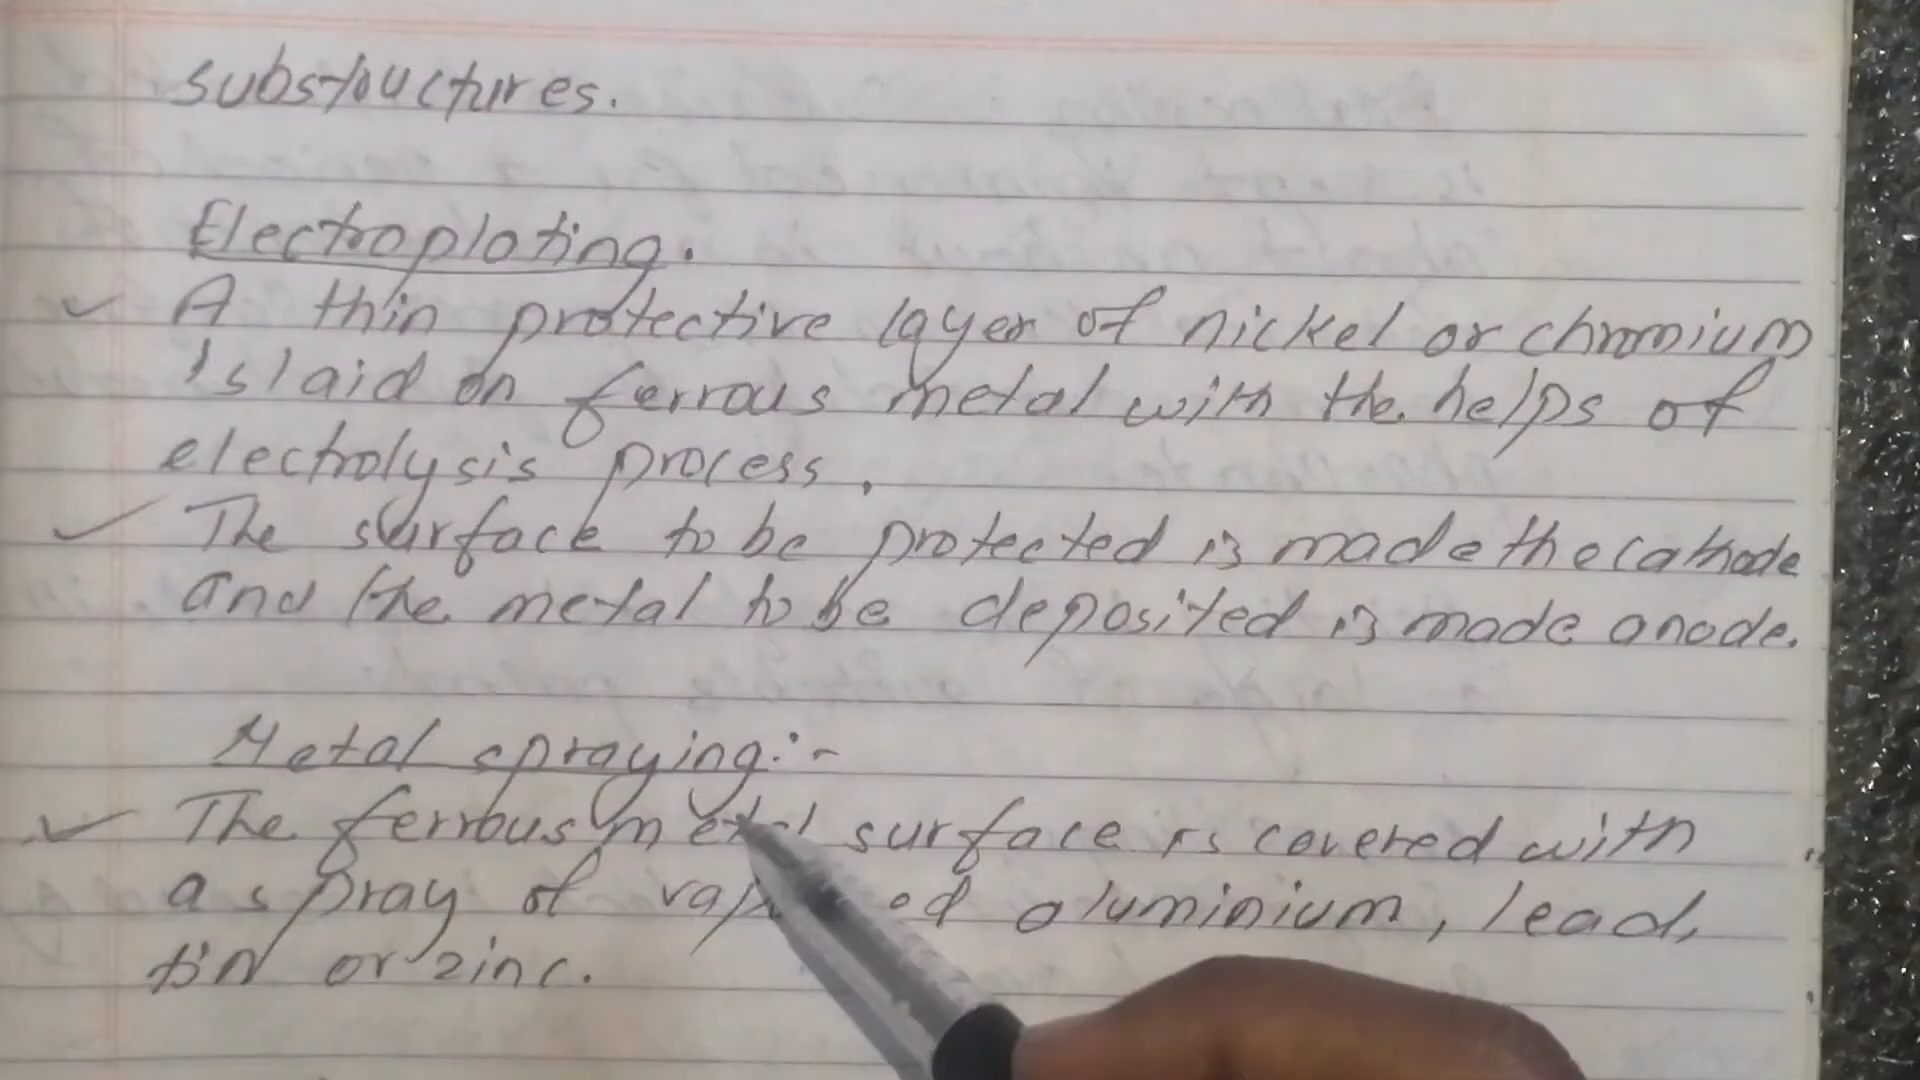 substructures.
Electroplating.
A thin protective layer of nickel or chromium
is laid on ferrous metal with the helps of
electrolysis process.
The surface to be protected is made the cathode
and the metal to be deposited is made anode.
Metal spraying:-
The ferrous metal surface is covered with
a spray of aluminium, lead,
tin or zinc.